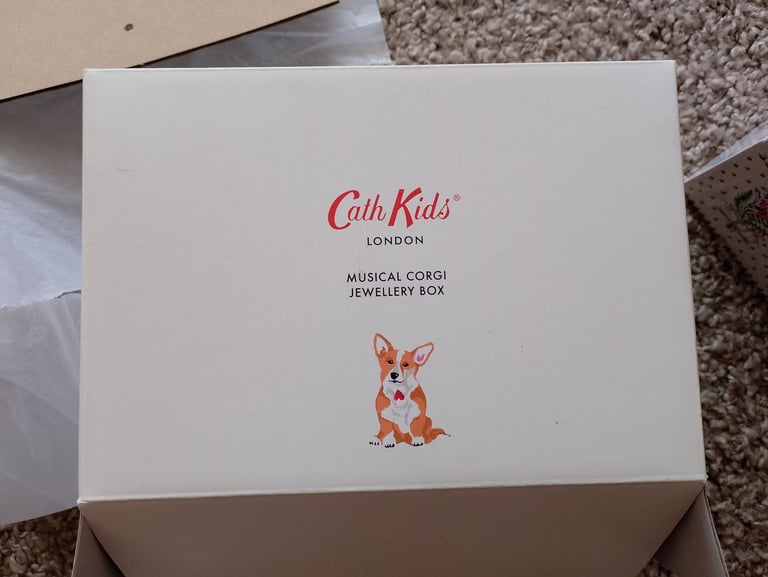 Cath Kids®
LONDON
MUSICAL CORGI
JEWELLERY BOX